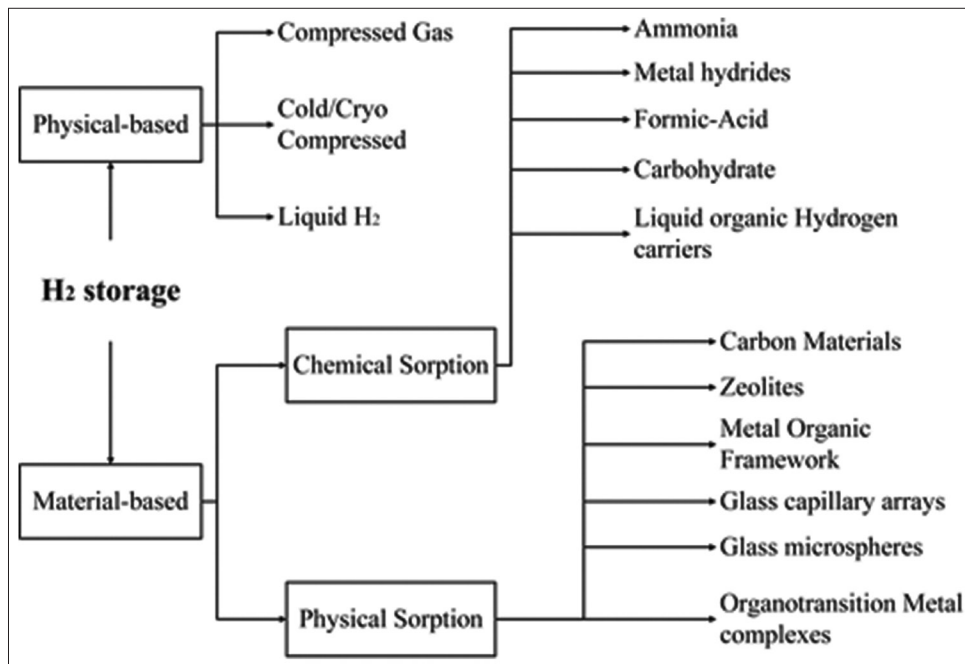 Physical-based
Compressed Gas
Cold/Cryo
Compressed
Liquid H₂
H₂ storage
Material-based
Chemical Sorption
Ammonia
Metal hydrides
Formic-Acid
Carbohydrate
Liquid organic Hydrogen
carriers
Physical Sorption
Carbon Materials
Zeolites
Metal Organic
Framework
Glass capillary arrays
Glass microspheres
Organotransition Metal
complexes